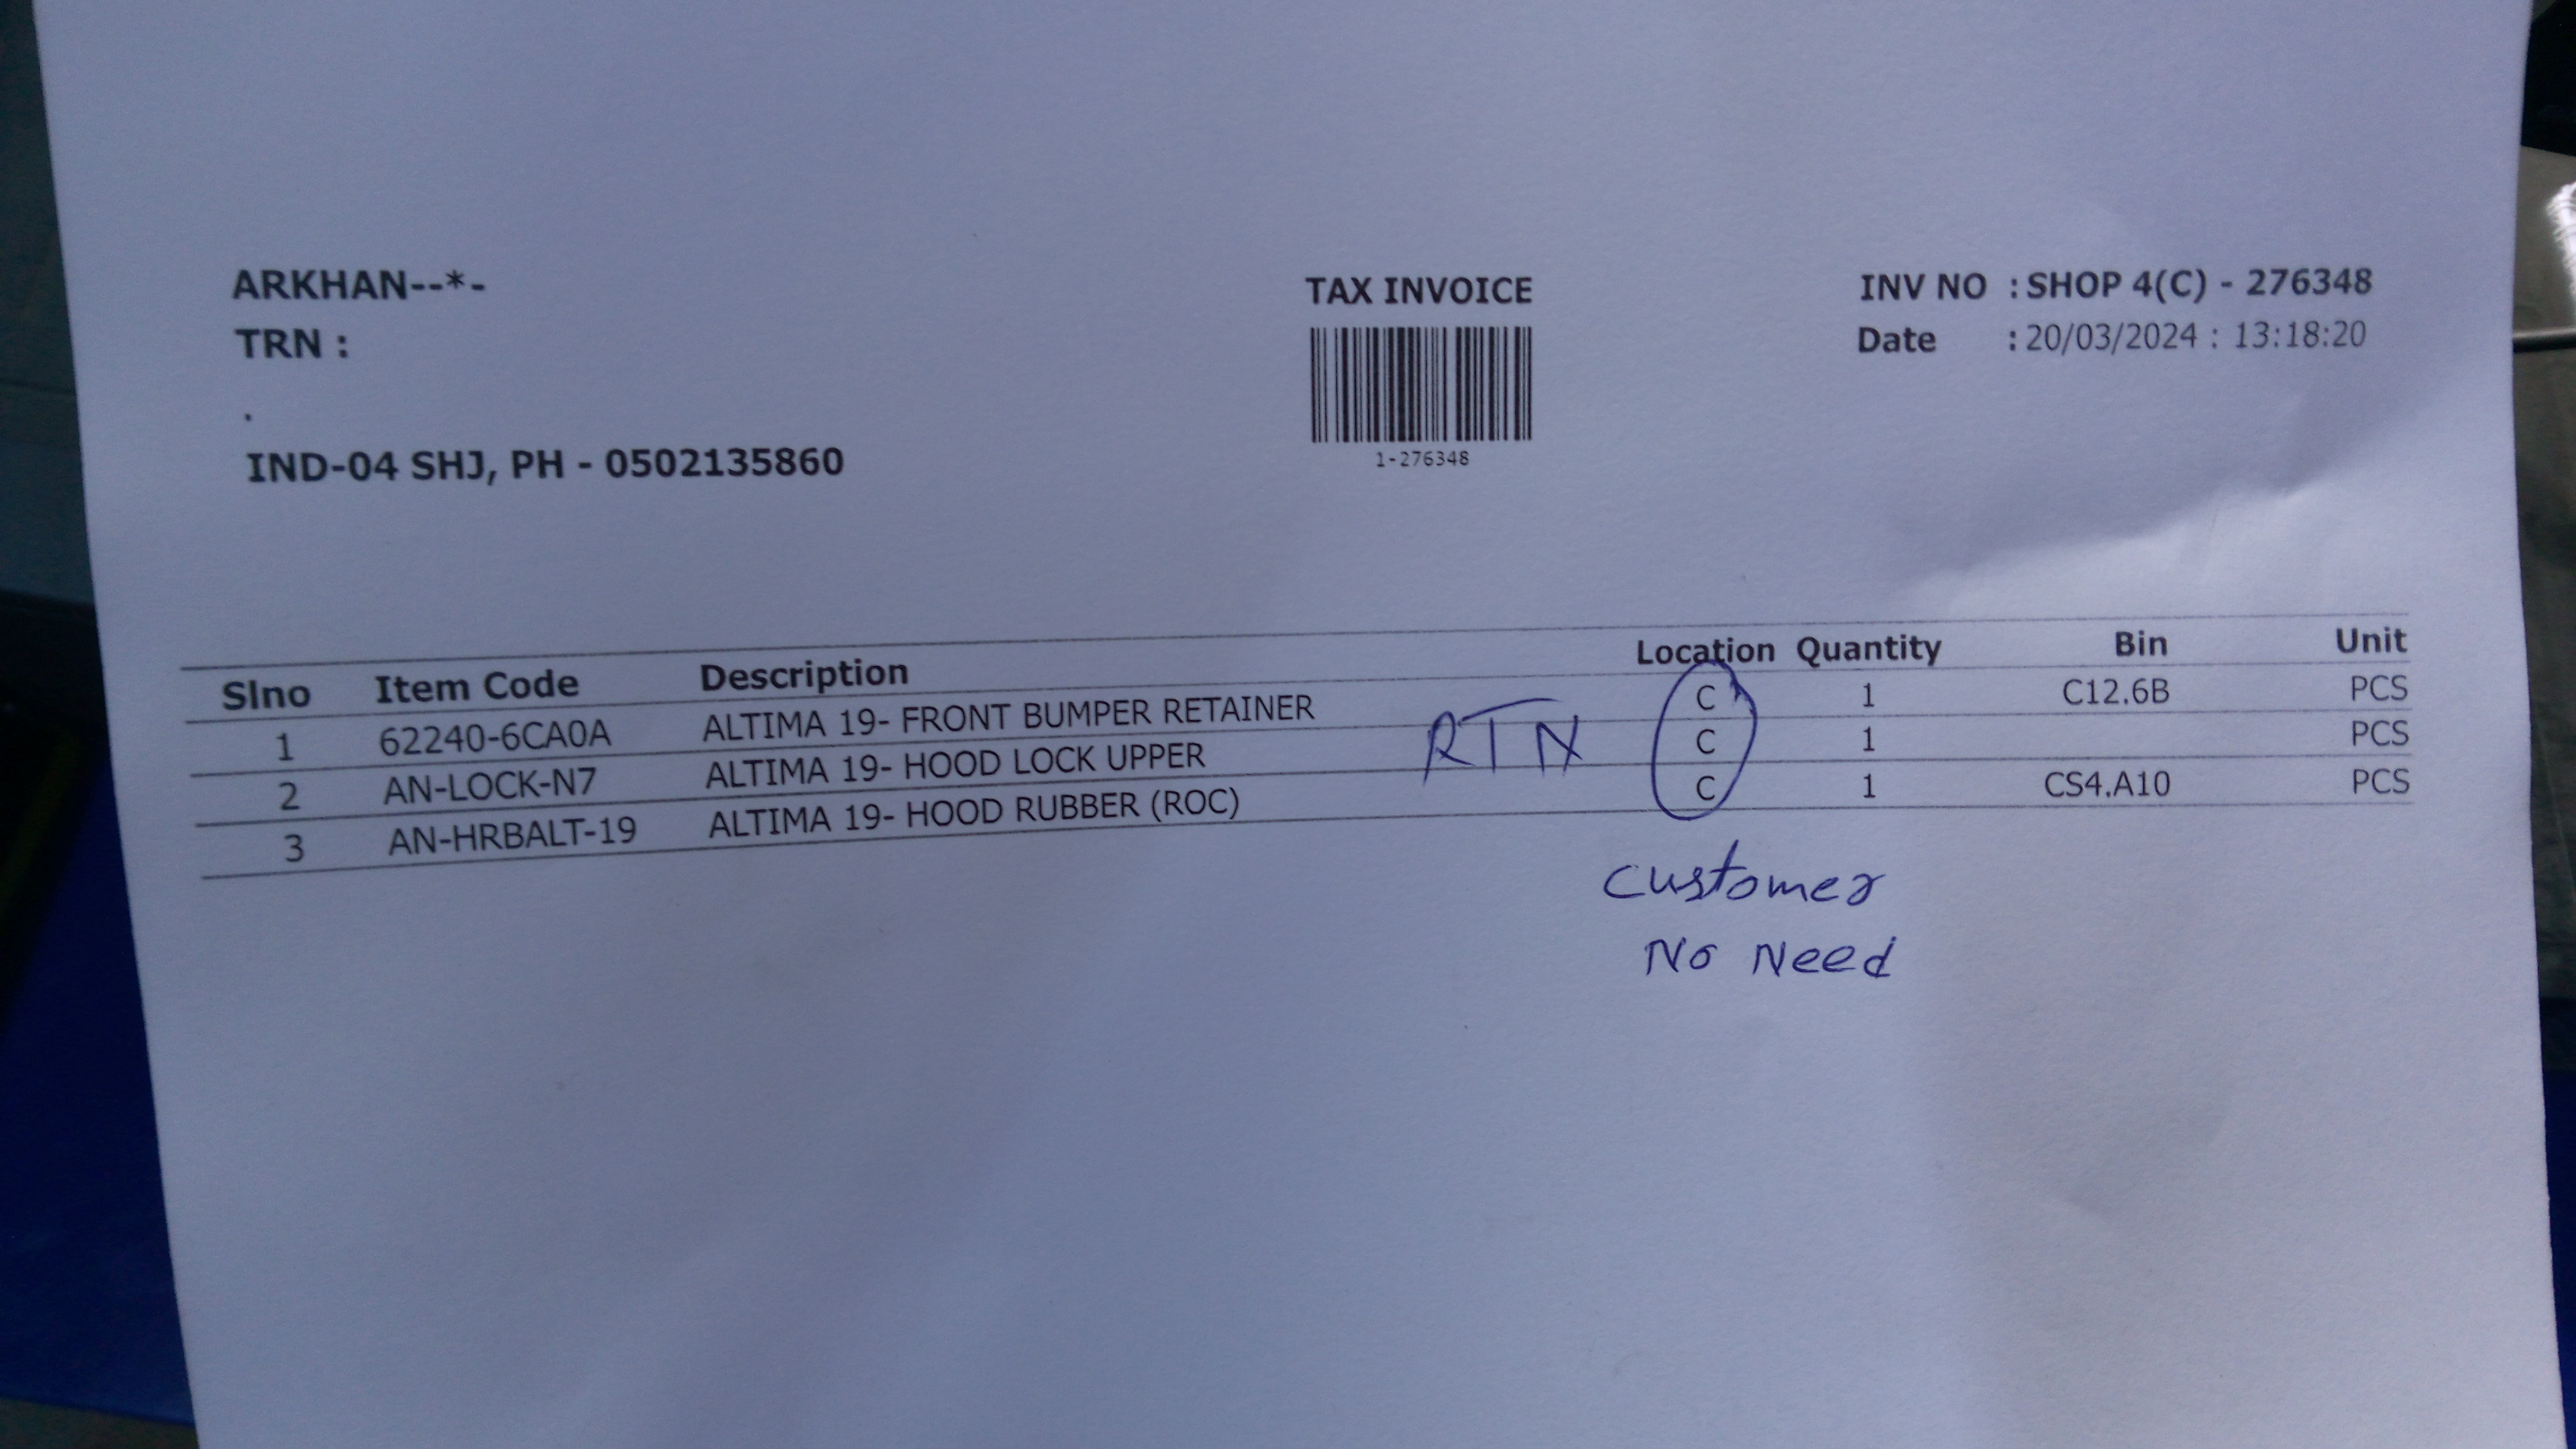 ARKHAN--*-
TRN :
.
IND-04 SHJ, PH - 0502135860
TAX INVOICE
1-276348
INV NO : SHOP 4(C) - 276348
Date : 20/03/2024 : 13:18:20
Slno Item Code Description Location Quantity Bin Unit
1 62240-6CA0A ALTIMA 19- FRONT BUMPER RETAINER C 1 C12.6B PCS
2 AN-LOCK-N7 ALTIMA 19- HOOD LOCK UPPER C 1 PCS
3 AN-HRBALT-19 ALTIMA 19- HOOD RUBBER (ROC) C 1 CS4.A10 PCS
RTN
Customer
No Need